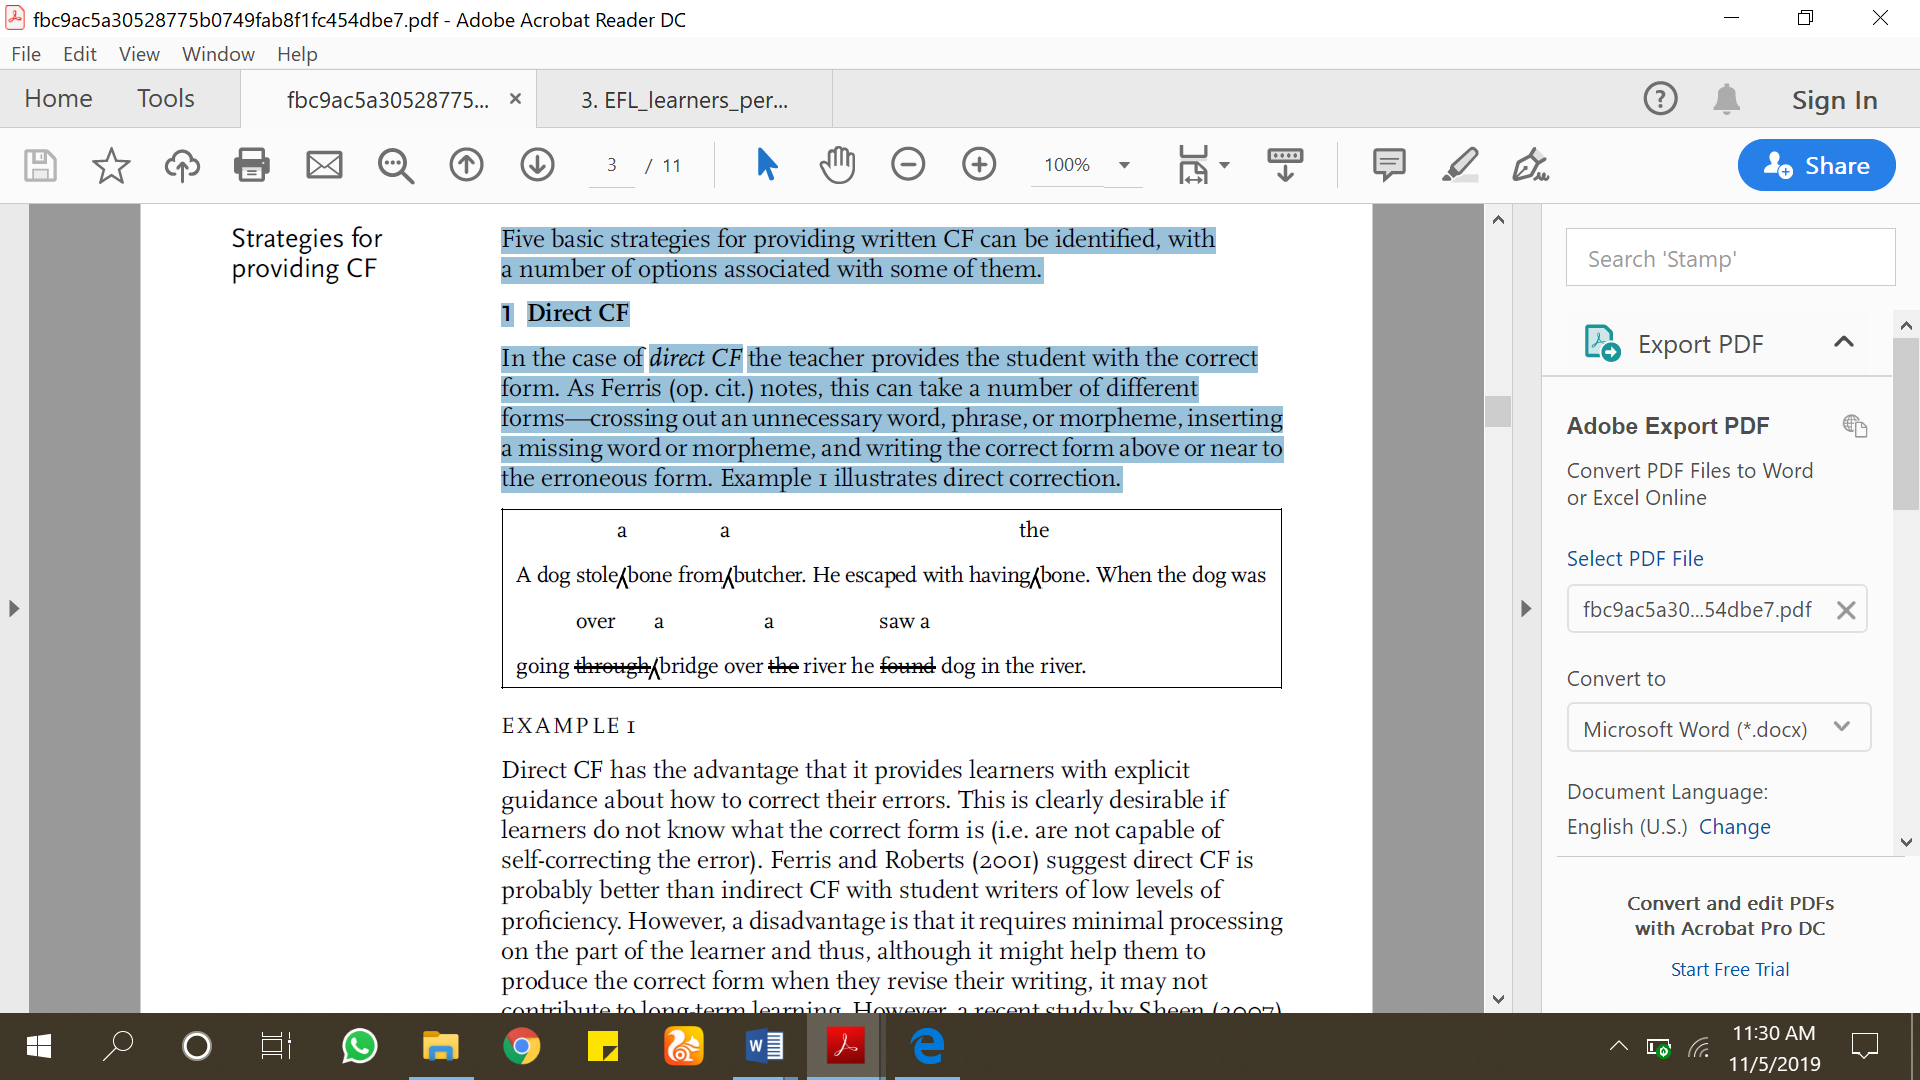 fbc9ac5a30528775b0749fab8f1fc454dbe7.pdf - Adobe Acrobat Reader DC
File Edit View Window Help
Home Tools fbc9ac5a30528775... 3. EFL_learners_per... Sign In
3 / 11 100% Share
Strategies for
providing CF
Five basic strategies for providing written CF can be identified, with
a number of options associated with some of them.
1 Direct CF
In the case of direct CF the teacher provides the student with the correct
form. As Ferris (op. cit.) notes, this can take a number of different
forms—crossing out an unnecessary word, phrase, or morpheme, inserting
a missing word or morpheme, and writing the correct form above or near to
the erroneous form. Example 1 illustrates direct correction.
a a the
A dog stole bone from butcher. He escaped with having bone. When the dog was
over a a saw a
going through bridge over the river he found dog in the river.
EXAMPLE 1
Direct CF has the advantage that it provides learners with explicit
guidance about how to correct their errors. This is clearly desirable if
learners do not know what the correct form is (i.e. are not capable of
self-correcting the error). Ferris and Roberts (2001) suggest direct CF is
probably better than indirect CF with student writers of low levels of
proficiency. However, a disadvantage is that it requires minimal processing
on the part of the learner and thus, although it might help them to
produce the correct form when they revise their writing, it may not
contribute to long-term learning. However, a recent study by Sheen (2007)
Search 'Stamp'
Export PDF
Adobe Export PDF
Convert PDF Files to Word
or Excel Online
Select PDF File
fbc9ac5a30...54dbe7.pdf
Convert to
Microsoft Word (*.docx)
Document Language:
English (U.S.) Change
Convert and edit PDFs
with Acrobat Pro DC
Start Free Trial
11:30 AM
11/5/2019